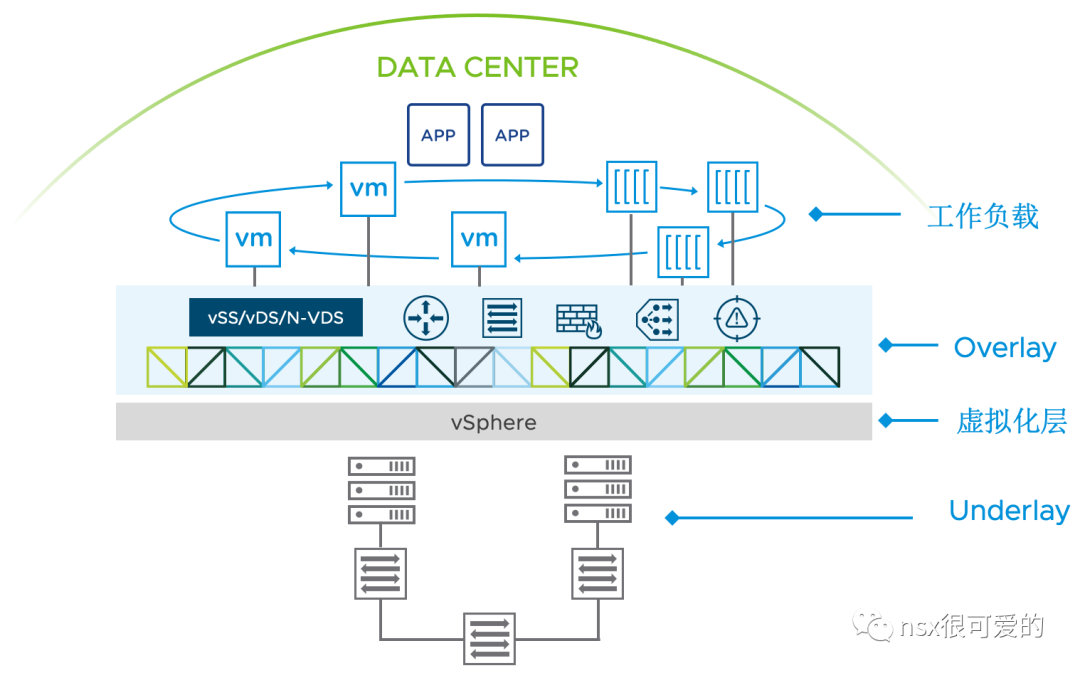 DATA CENTER
APP APP
vm
工作负载
vm
vm
vSS/vDS/N-VDS
Overlay
vSphere
虚拟化层
Underlay
nsx很可爱的